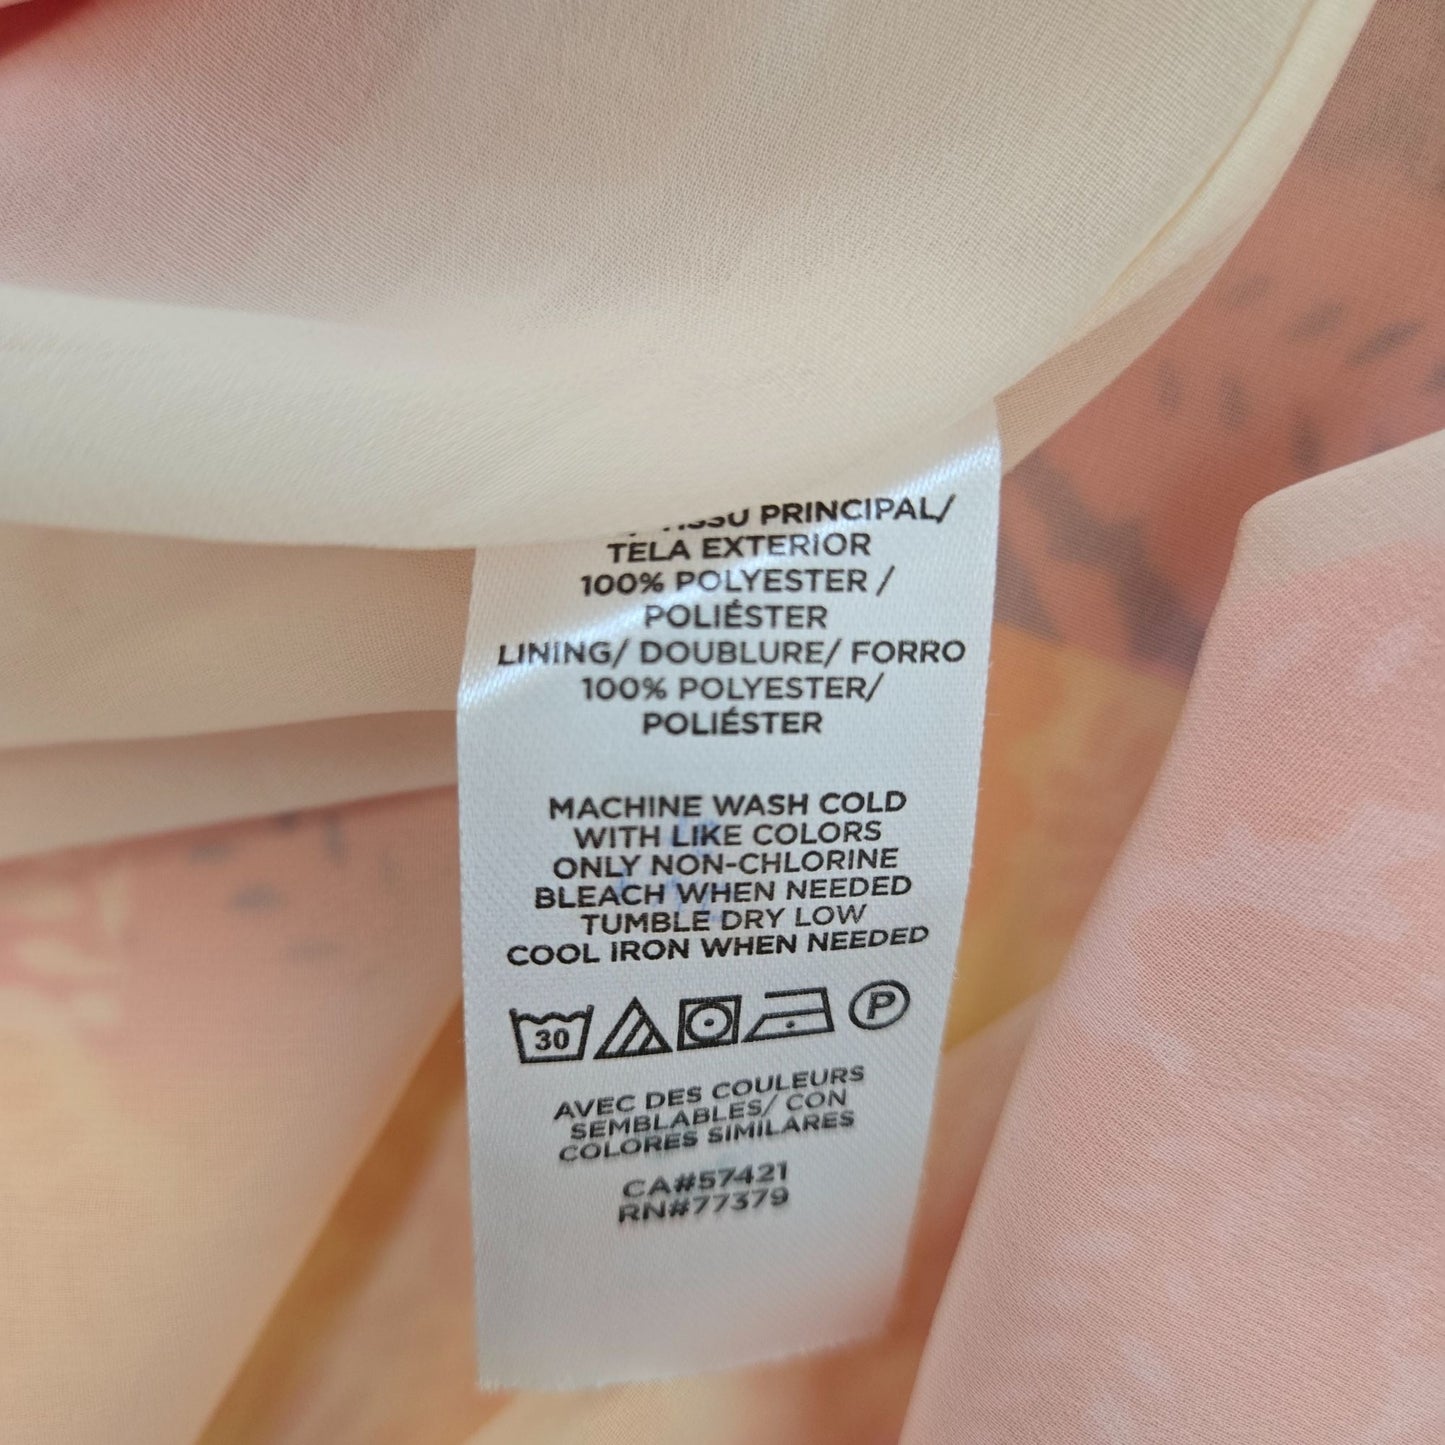 PRINCIPAL/
TELA EXTERIOR
100% POLYESTER /
POLIÉSTER
LINING/ DOUBLURE/ FORRO
100% POLYESTER/
POLIÉSTER
MACHINE WASH COLD
WITH LIKE COLORS
ONLY NON-CHLORINE
BLEACH WHEN NEEDED
TUMBLE DRY LOW
COOL IRON WHEN NEEDED
30 P
AVEC DES COULEURS
SEMBLABLES/ CON
COLORES SIMILARES
CA#57421
RN#77379